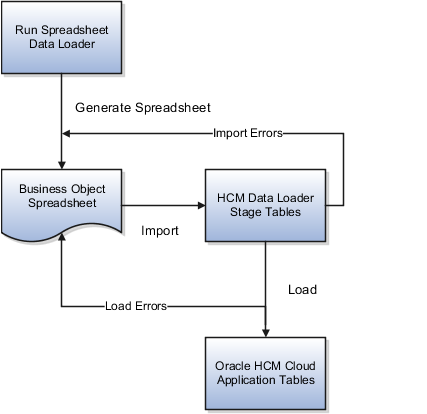 Run Spreadsheet
Data Loader
Generate Spreadsheet
Import Errors
Business Object
Spreadsheet
HCM Data Loader
Stage Tables
Import
Load
Load Errors
Oracle HCM Cloud
Application Tables